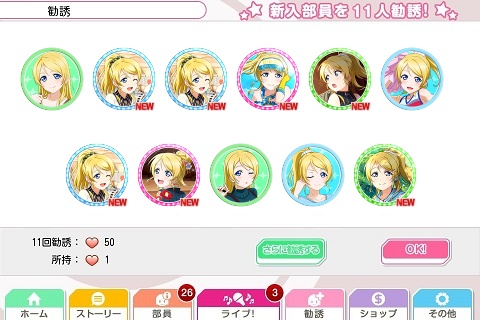 勧誘
新入部員を11人勧誘!
NEW
NEW
NEW
NEW
NEW
NEW
NEW
11回勧誘： 50
所持： 1
さらに勧誘する
OK!
26
3
ホーム
ストーリー
部員
ライブ!
勧誘
ショップ
その他